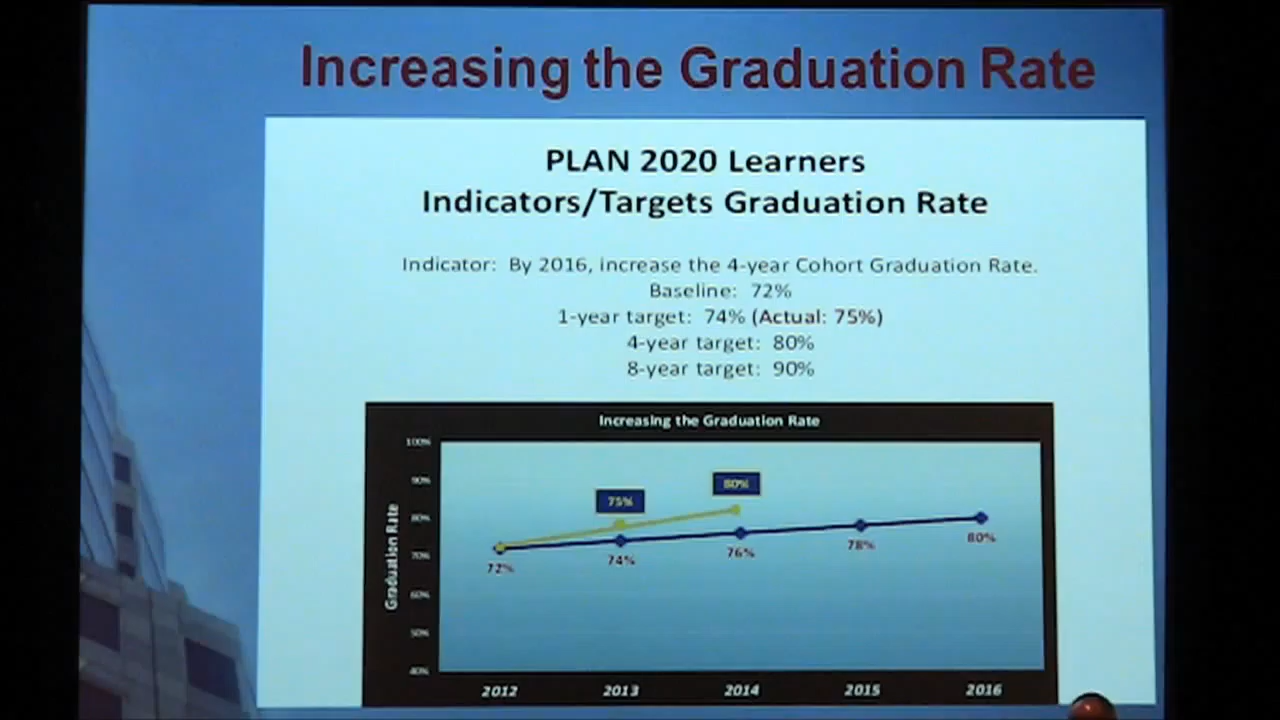 Increasing the Graduation Rate
PLAN 2020 Learners
Indicators/Targets Graduation Rate
Indicator: By 2016, increase the 4-year Cohort Graduation Rate.
Baseline: 72%
1-year target: 74% (Actual: 75%)
4-year target: 80%
8-year target: 90%
Increasing the Graduation Rate
100%
90%
80%
70%
60%
50%
40%
Graduation Rate
75%
80%
72%
74%
76%
78%
80%
2012 2013 2014 2015 2016